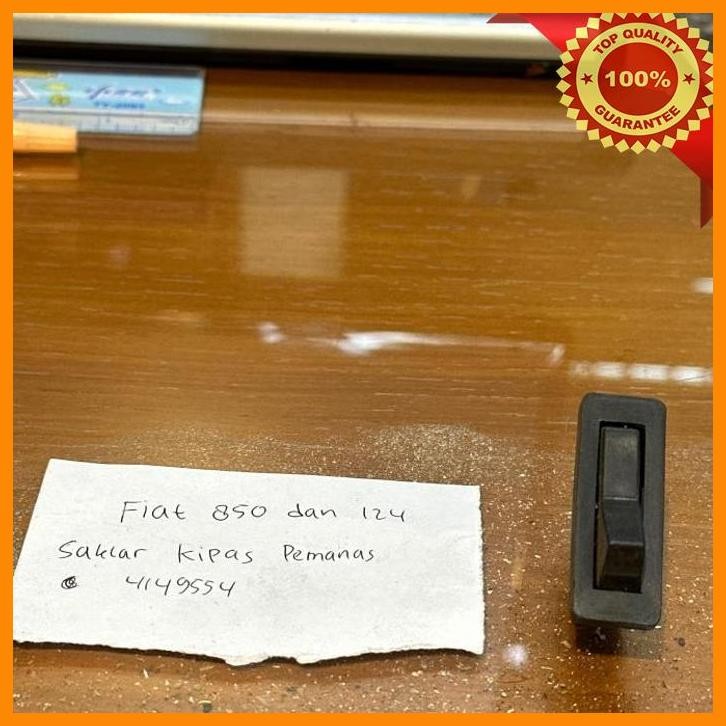 TOP QUALITY
100%
GUARANTEE
Fiat 850 dan 124
Saklar Kipas Pemanas
4149554